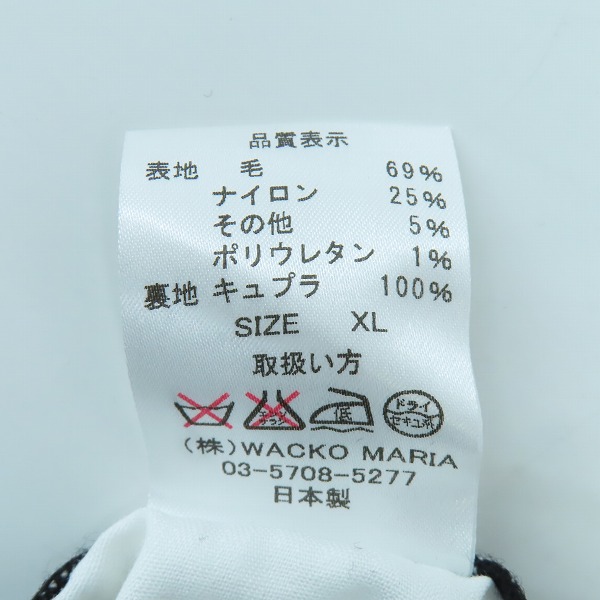 品質表示
表地 毛 69%
ナイロン 25%
その他 5%
ポリウレタン 1%
裏地 キュプラ 100%
SIZE XL
取扱い方
低 ドライ セキユ系
(株)WACKO MARIA
03-5708-5277
日本製